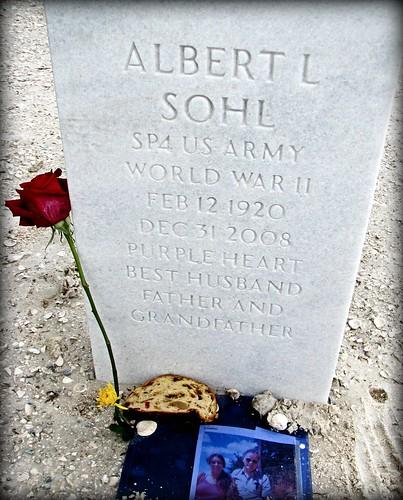 ALBERT L
SOHL
SP4 US ARMY
WORLD WAR II
FEB 12 1920
DEC 31 2008
PURPLE HEART
BEST HUSBAND
FATHER AND
GRANDFATHER